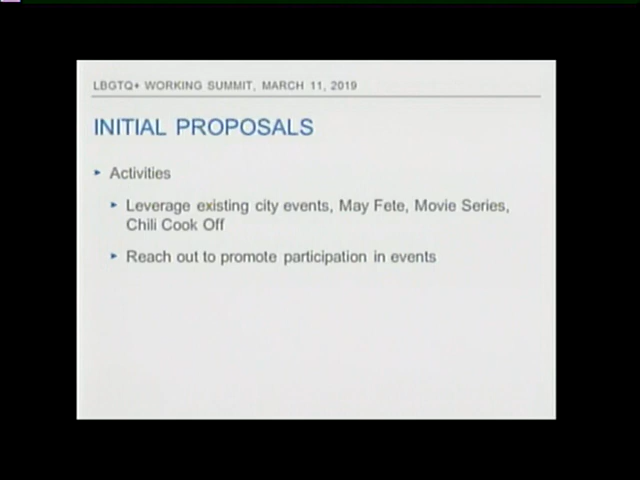 LBGTQ+ WORKING SUMMIT, MARCH 11, 2019
INITIAL PROPOSALS
▸ Activities
▸ Leverage existing city events, May Fete, Movie Series,
Chili Cook Off
▸ Reach out to promote participation in events